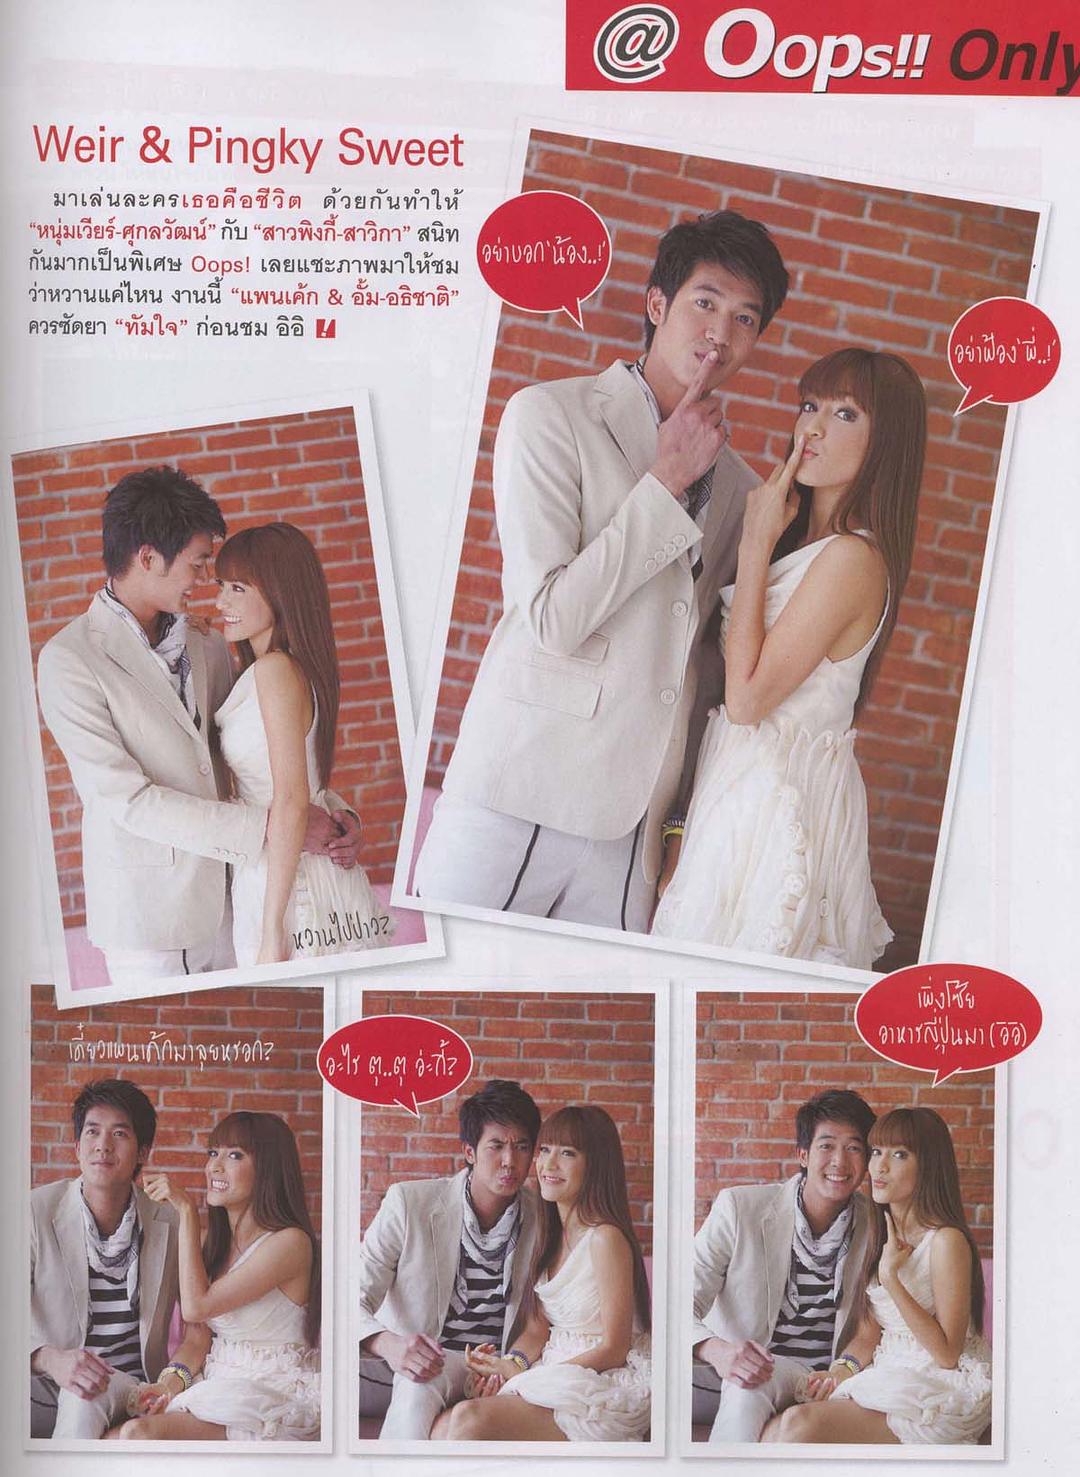 @ Oops!! Only
Weir & Pingky Sweet
มาเล่นละครเธอคือชีวิต ด้วยกันทำให้
“หนุ่มเวียร์-ศุกลวัฒน์” กับ “สาวพิงกี้-สาวิกา” สนิท
กันมากเป็นพิเศษ Oops! เลยแชะภาพมาให้ชม
ว่าหวานแค่ไหน งานนี้ “แพนเค้ก & อั้ม-อธิชาติ”
ควรซัดยา “ทัมใจ” ก่อนชม อิอิ
อย่าบอก‘น้อง..!’
อย่าฟ้อง‘พี่..!’
หวานไปป่าว?
เดี๋ยวแพนเค้กมาลุยหรอก?
อะไร ตุ..ตุ อ่ะกี้?
เพิ่งโซ้ย
อาหารญี่ปุ่นมา (อิอิ)